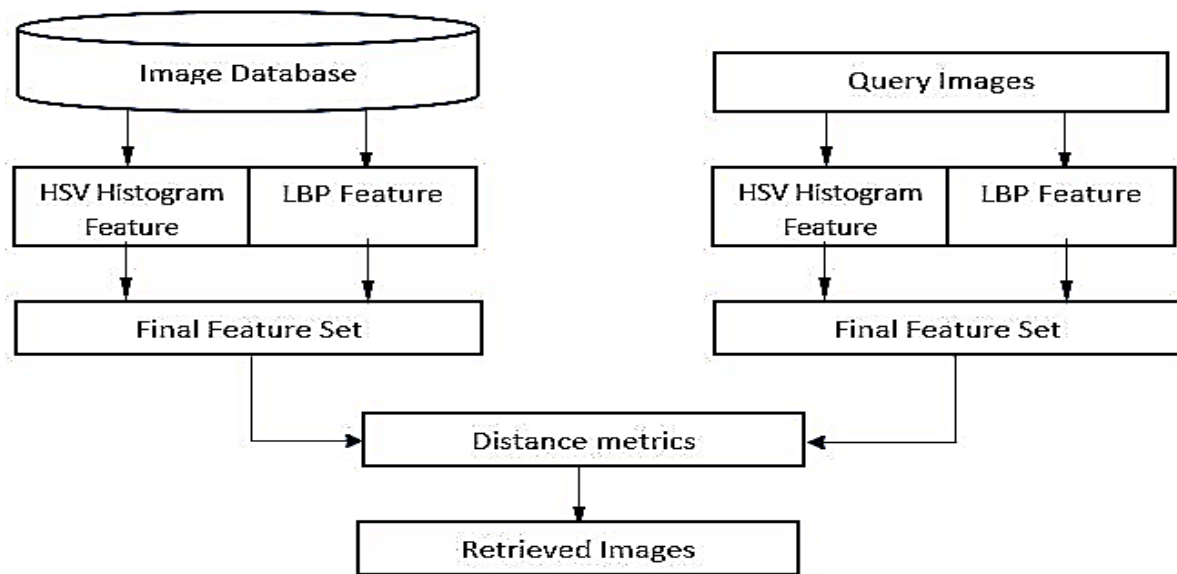 Image Database
Query Images
HSV Histogram
Feature
LBP Feature
HSV Histogram
Feature
LBP Feature
Final Feature Set
Final Feature Set
Distance metrics
Retrieved Images